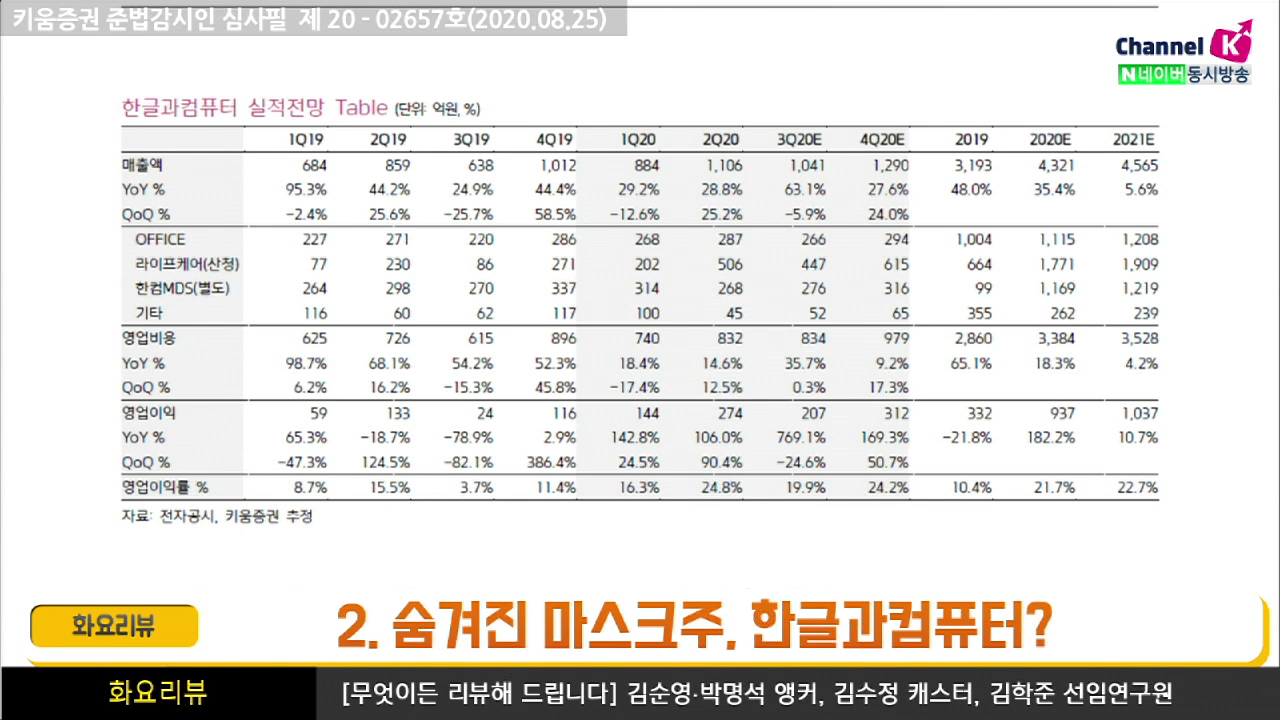 키움증권 준법감시인 심사필 제 20 - 02657호(2020.08.25)
Channel K
N 네이버 동시방송
한글과컴퓨터 실적전망 Table (단위: 억원, %)
1Q19 2Q19 3Q19 4Q19 1Q20 2Q20 3Q20E 4Q20E 2019 2020E 2021E
매출액 684 859 638 1,012 884 1,106 1,041 1,290 3,193 4,321 4,565
YoY % 95.3% 44.2% 24.9% 44.4% 29.2% 28.8% 63.1% 27.6% 48.0% 35.4% 5.6%
QoQ % -2.4% 25.6% -25.7% 58.5% -12.6% 25.2% -5.9% 24.0%
OFFICE 227 271 220 286 268 287 266 294 1,004 1,115 1,208
라이프케어(산청) 77 230 86 271 202 506 447 615 664 1,771 1,909
한컴MDS(별도) 264 298 270 337 314 268 276 316 99 1,169 1,219
기타 116 60 62 117 100 45 52 65 355 262 239
영업비용 625 726 615 896 740 832 834 979 2,860 3,384 3,528
YoY % 98.7% 68.1% 54.2% 52.3% 18.4% 14.6% 35.7% 9.2% 65.1% 18.3% 4.2%
QoQ % 6.2% 16.2% -15.3% 45.8% -17.4% 12.5% 0.3% 17.3%
영업이익 59 133 24 116 144 274 207 312 332 937 1,037
YoY % 65.3% -18.7% -78.9% 2.9% 142.8% 106.0% 769.1% 169.3% -21.8% 182.2% 10.7%
QoQ % -47.3% 124.5% -82.1% 386.4% 24.5% 90.4% -24.6% 50.7%
영업이익률 % 8.7% 15.5% 3.7% 11.4% 16.3% 24.8% 19.9% 24.2% 10.4% 21.7% 22.7%
자료: 전자공시, 키움증권 추정
화요리뷰
2. 숨겨진 마스크주, 한글과컴퓨터?
화요리뷰
[무엇이든 리뷰해 드립니다] 김순영·박명석 앵커, 김수정 캐스터, 김학준 선임연구원